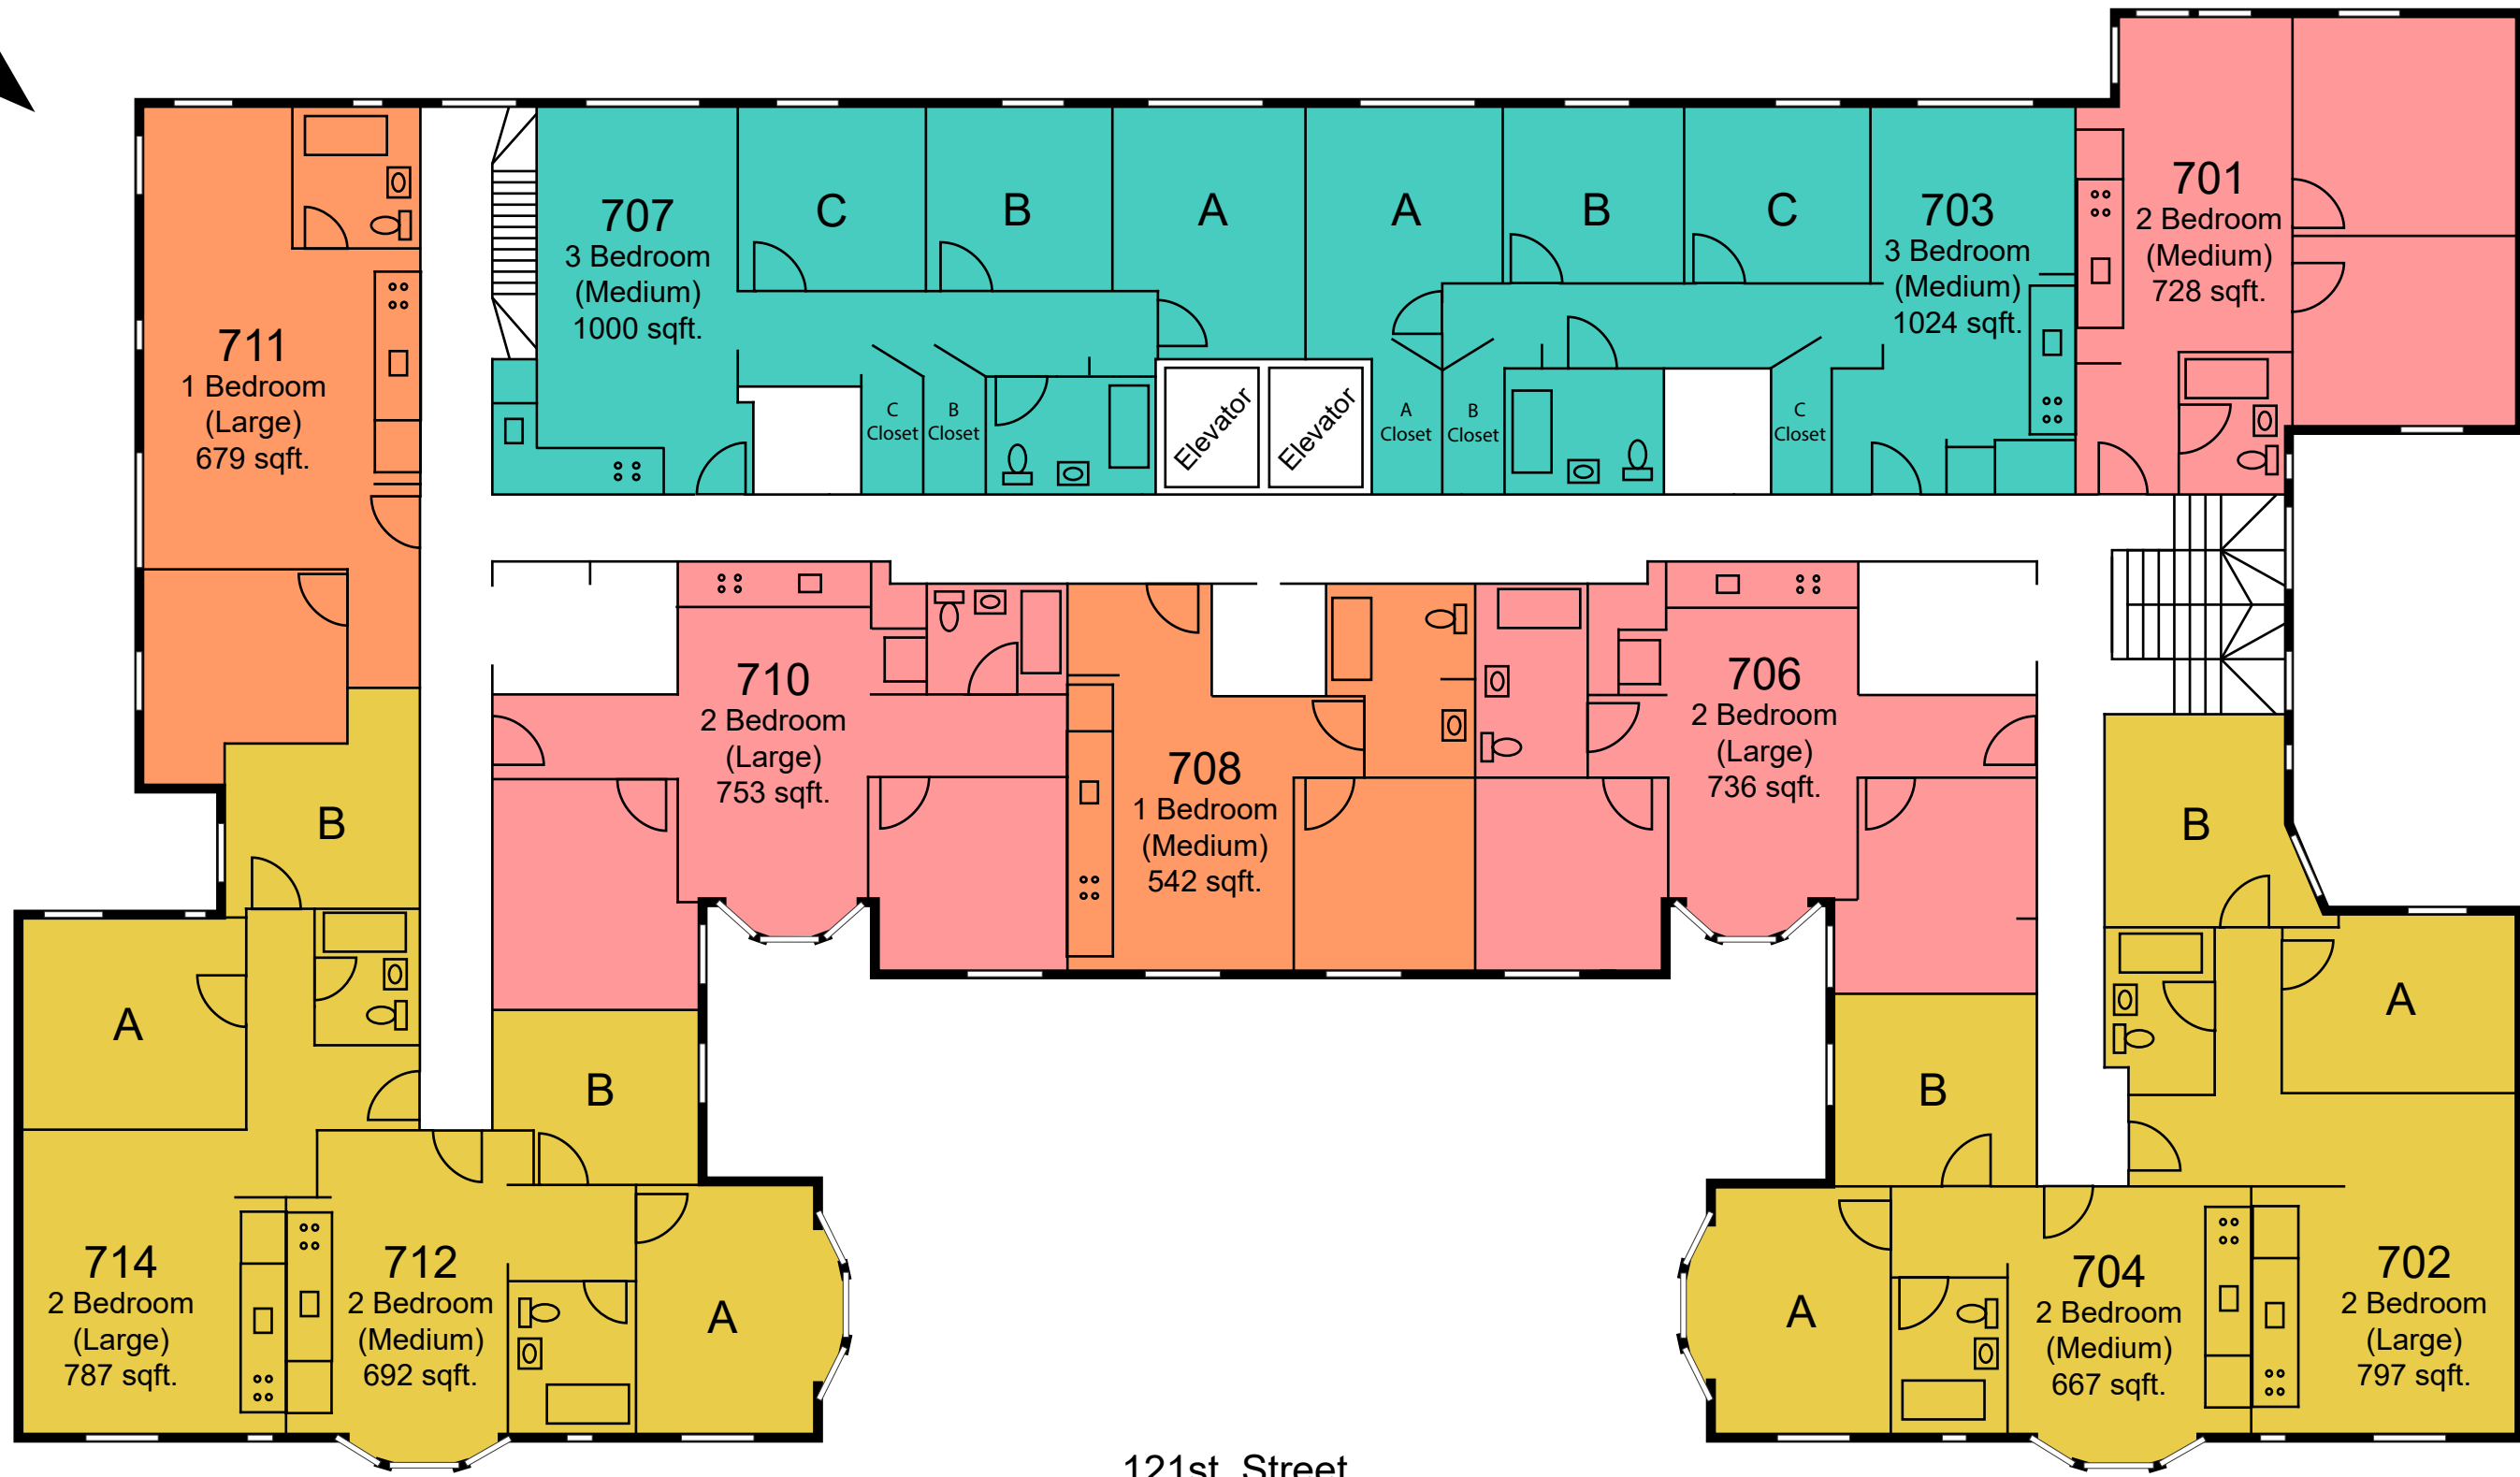 707
3 Bedroom
(Medium)
1000 sqft.
C
B
A
A
B
C
703
3 Bedroom
(Medium)
1024 sqft.
701
2 Bedroom
(Medium)
728 sqft.
711
1 Bedroom
(Large)
679 sqft.
C
Closet
B
Closet
Elevator
Elevator
A
Closet
B
Closet
C
Closet
710
2 Bedroom
(Large)
753 sqft.
708
1 Bedroom
(Medium)
542 sqft.
706
2 Bedroom
(Large)
736 sqft.
B
B
A
B
B
A
714
2 Bedroom
(Large)
787 sqft.
712
2 Bedroom
(Medium)
692 sqft.
A
A
704
2 Bedroom
(Medium)
667 sqft.
702
2 Bedroom
(Large)
797 sqft.
121st. Street